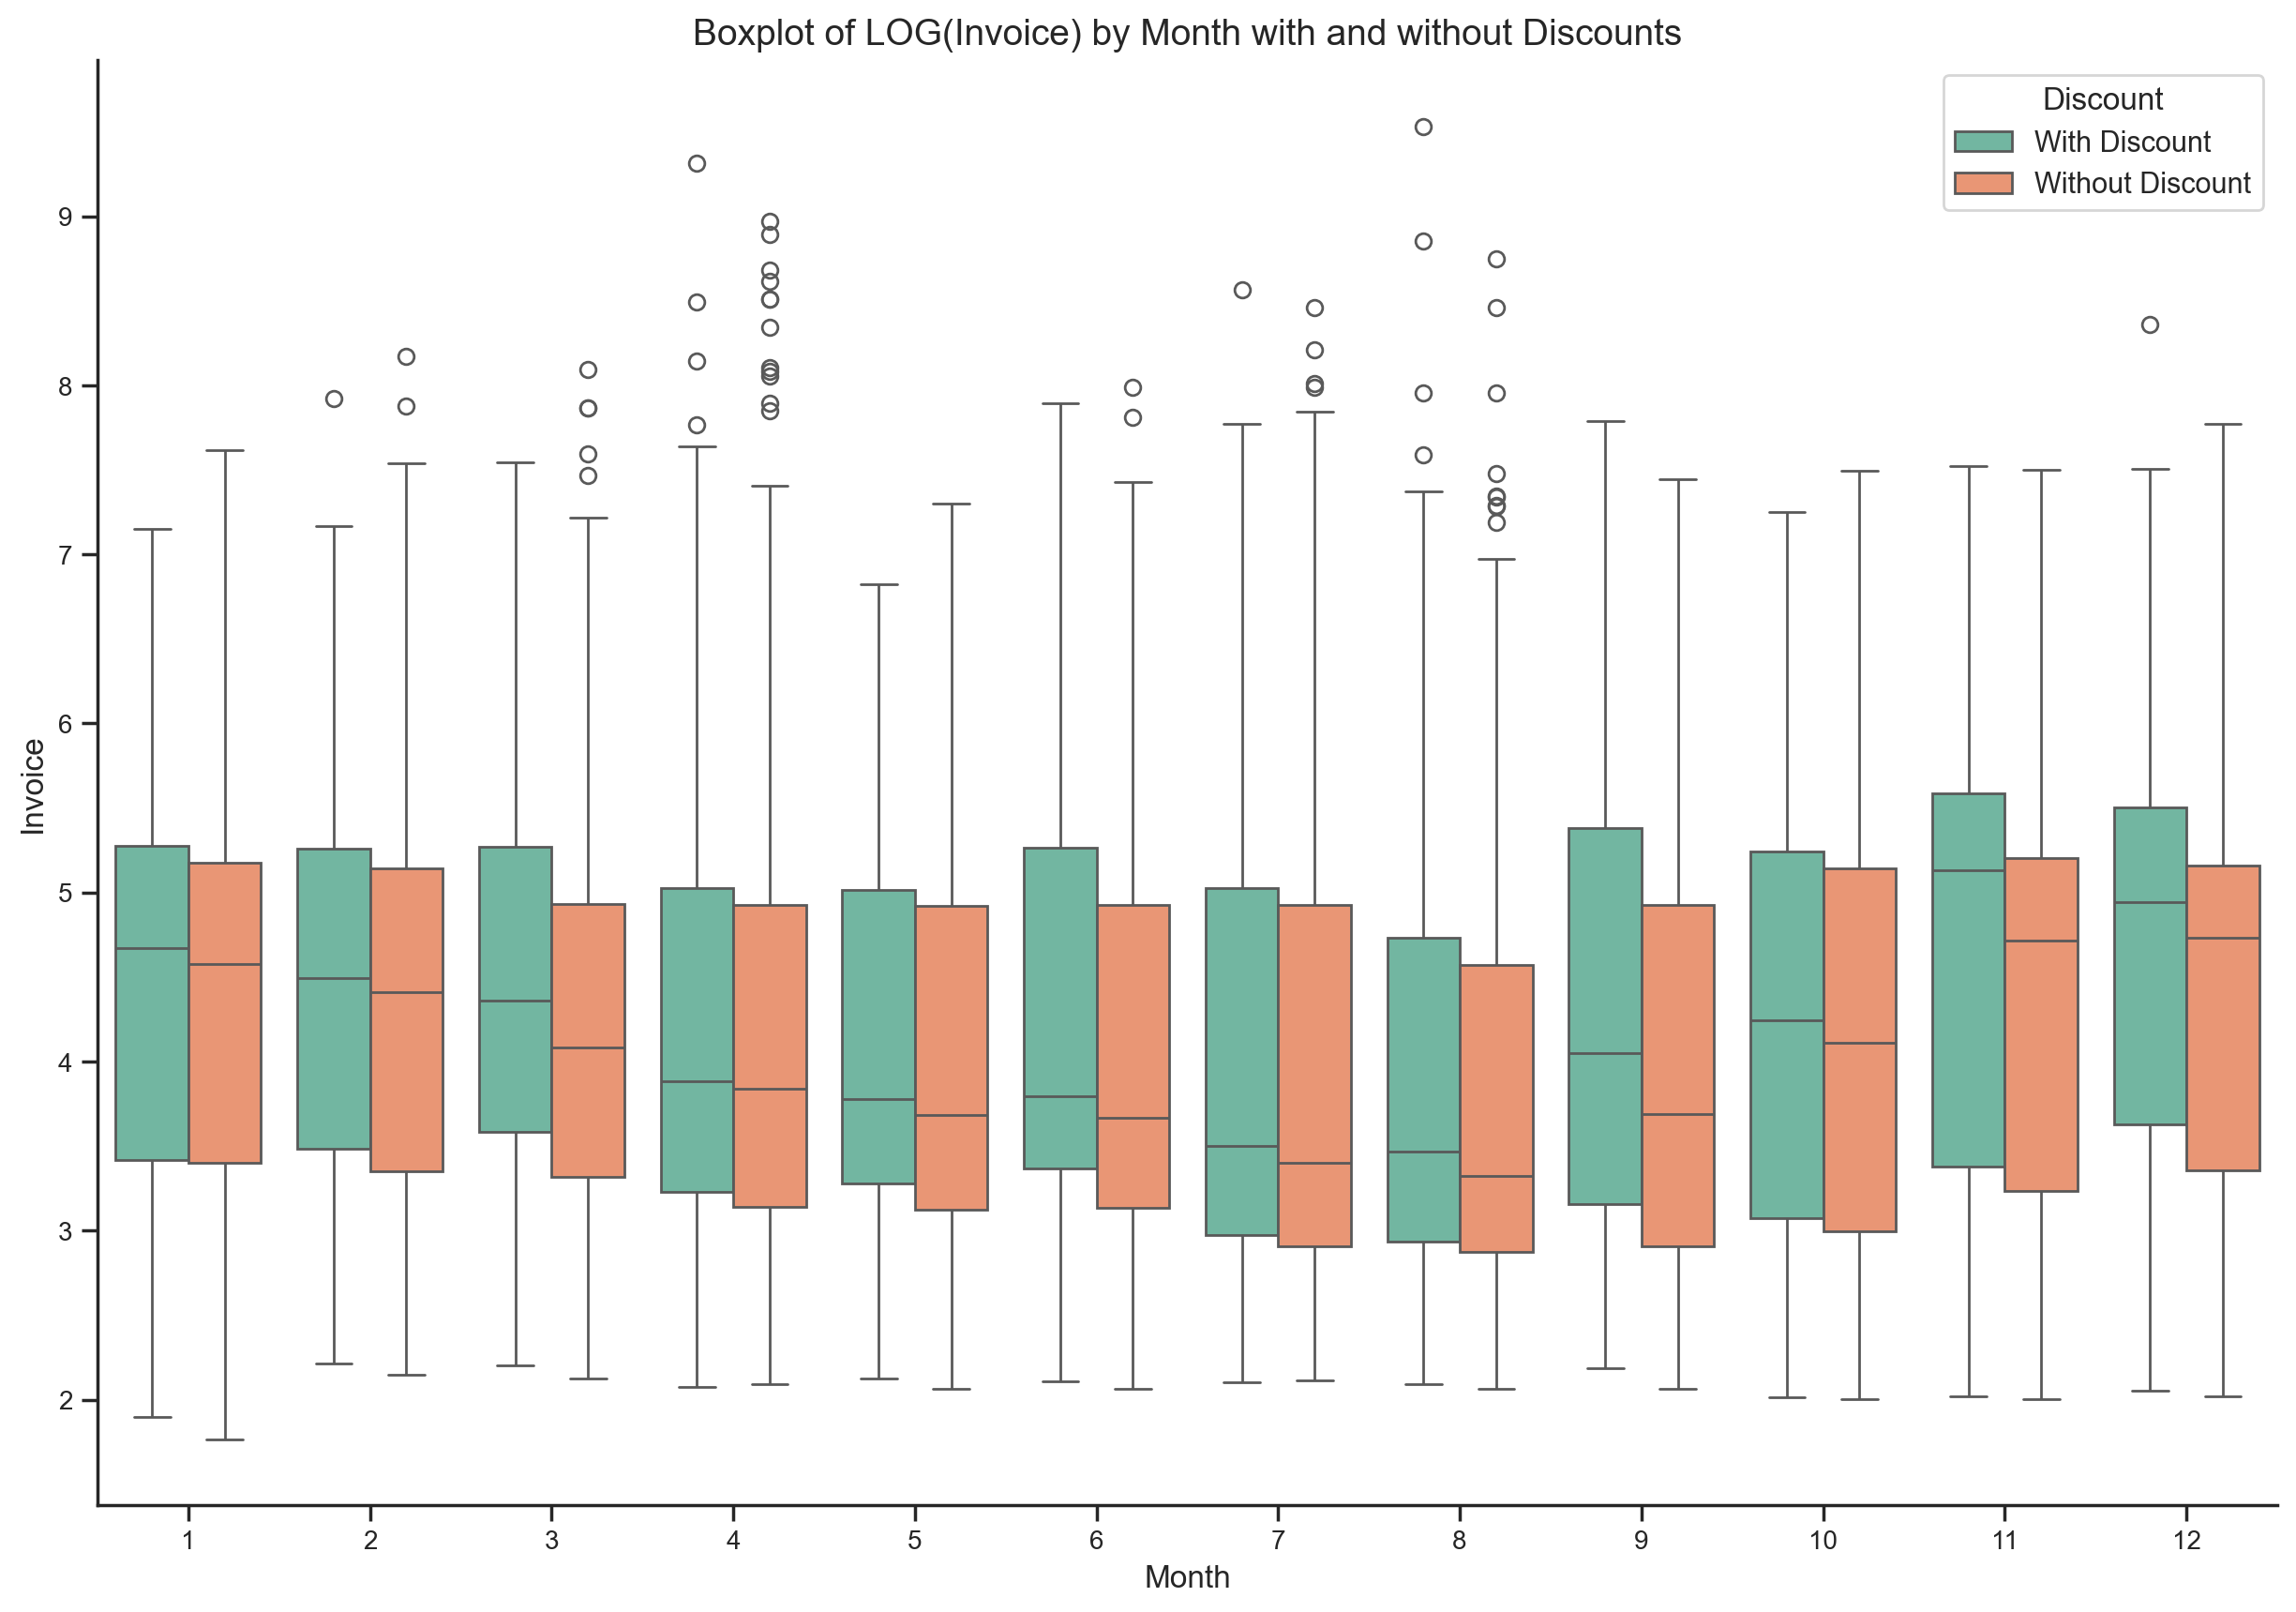 Boxplot of LOG(Invoice) by Month with and without Discounts
Discount
With Discount
Without Discount
9
8
7
6
5
4
3
2
Invoice
1 2 3 4 5 6 7 8 9 10 11 12
Month